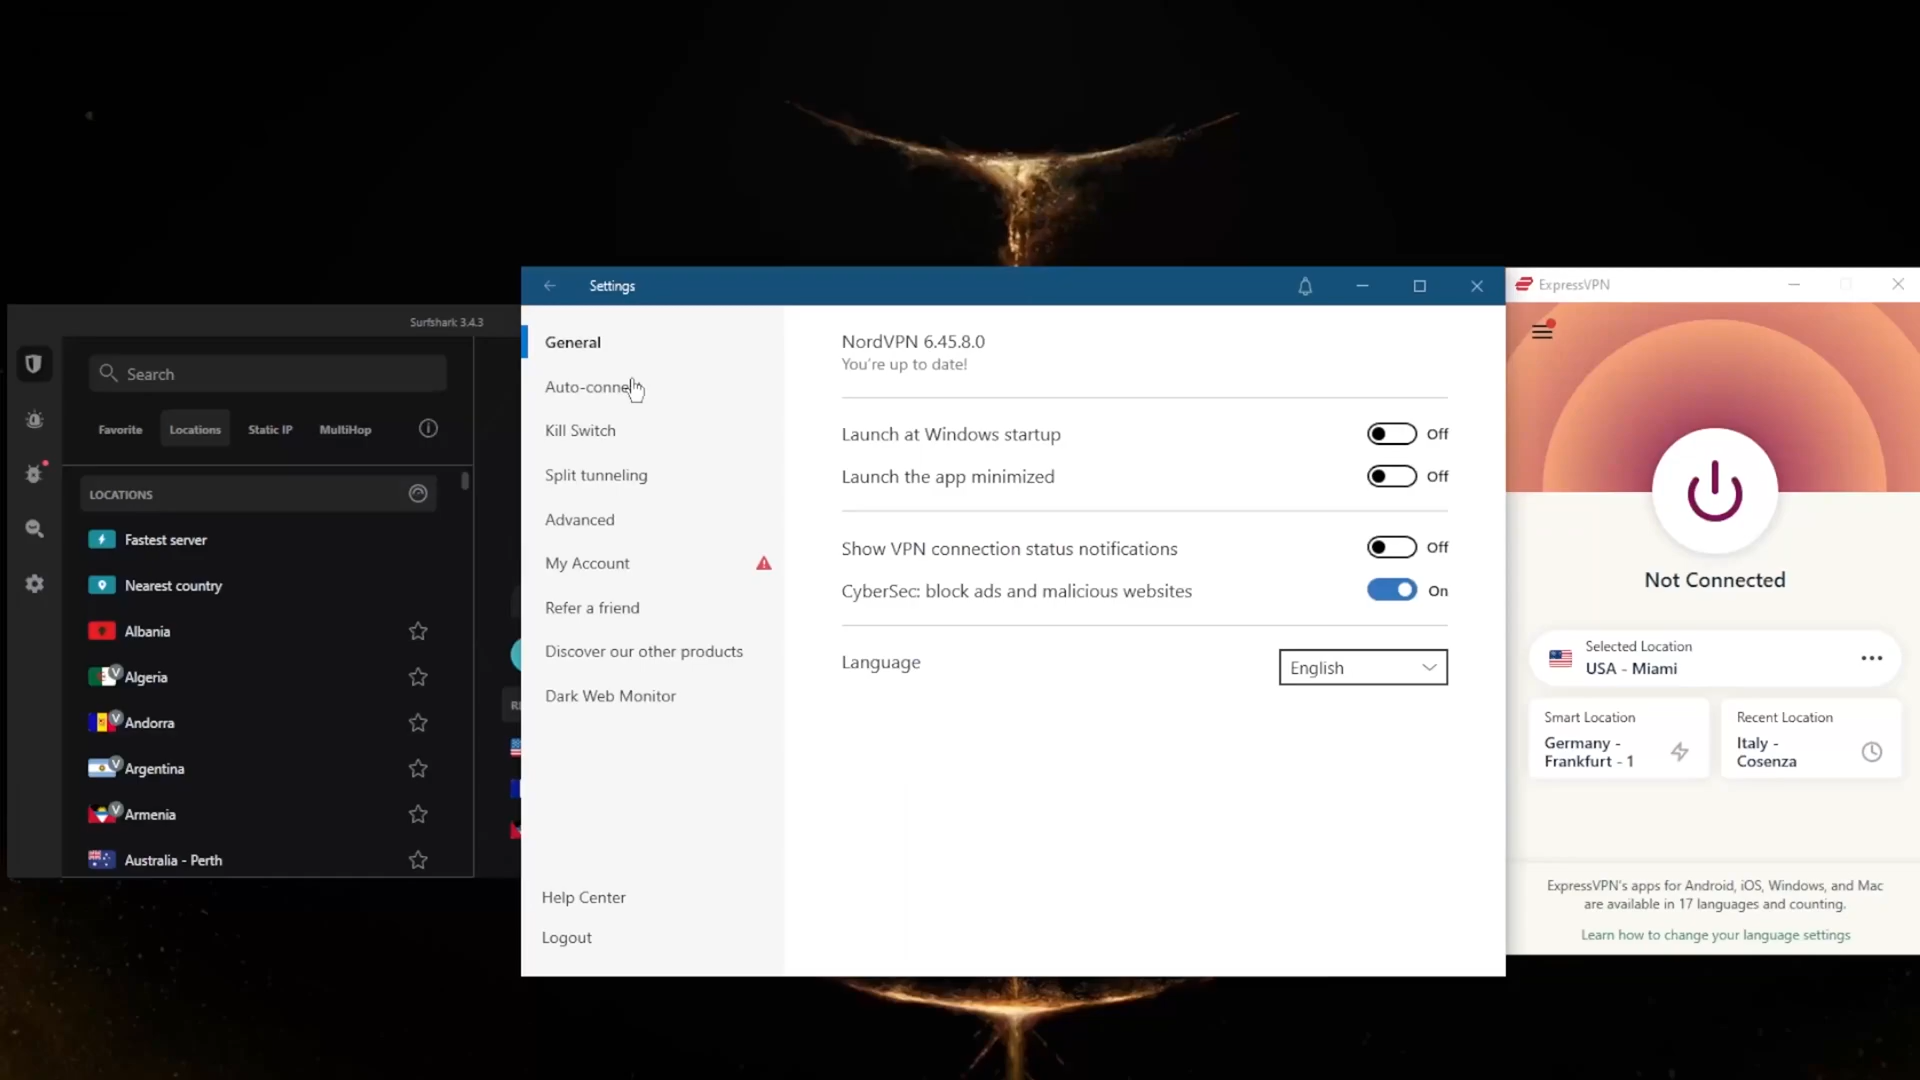 Surfshark 3.4.3
Search
Favorite
Locations
Static IP
MultiHop
LOCATIONS
Fastest server
Nearest country
Albania
V
Algeria
V
Andorra
V
Argentina
V
Armenia
Australia - Perth
Settings
General
Auto-connect
Kill Switch
Split tunneling
Advanced
My Account
Refer a friend
Discover our other products
Dark Web Monitor
Help Center
Logout
NordVPN 6.45.8.0
You're up to date!
Launch at Windows startup
Off
Launch the app minimized
Off
Show VPN connection status notifications
Off
CyberSec: block ads and malicious websites
On
Language
English
ExpressVPN
Not Connected
Selected Location
USA - Miami
Smart Location
Germany -
Frankfurt - 1
Recent Location
Italy -
Cosenza
ExpressVPN's apps for Android, iOS, Windows, and Mac
are available in 17 languages and counting.
Learn how to change your language settings